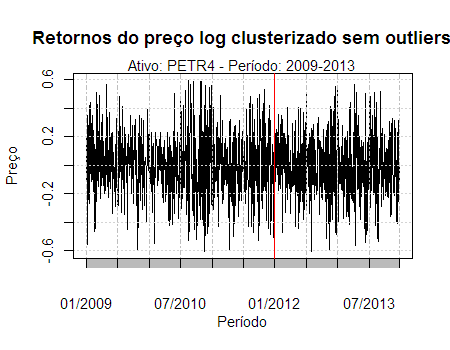 Retornos do preço log clusterizado sem outliers
Ativo: PETR4 - Período: 2009-2013
Preço
0.6
0.2
-0.2
-0.6
01/2009 07/2010 01/2012 07/2013
Período